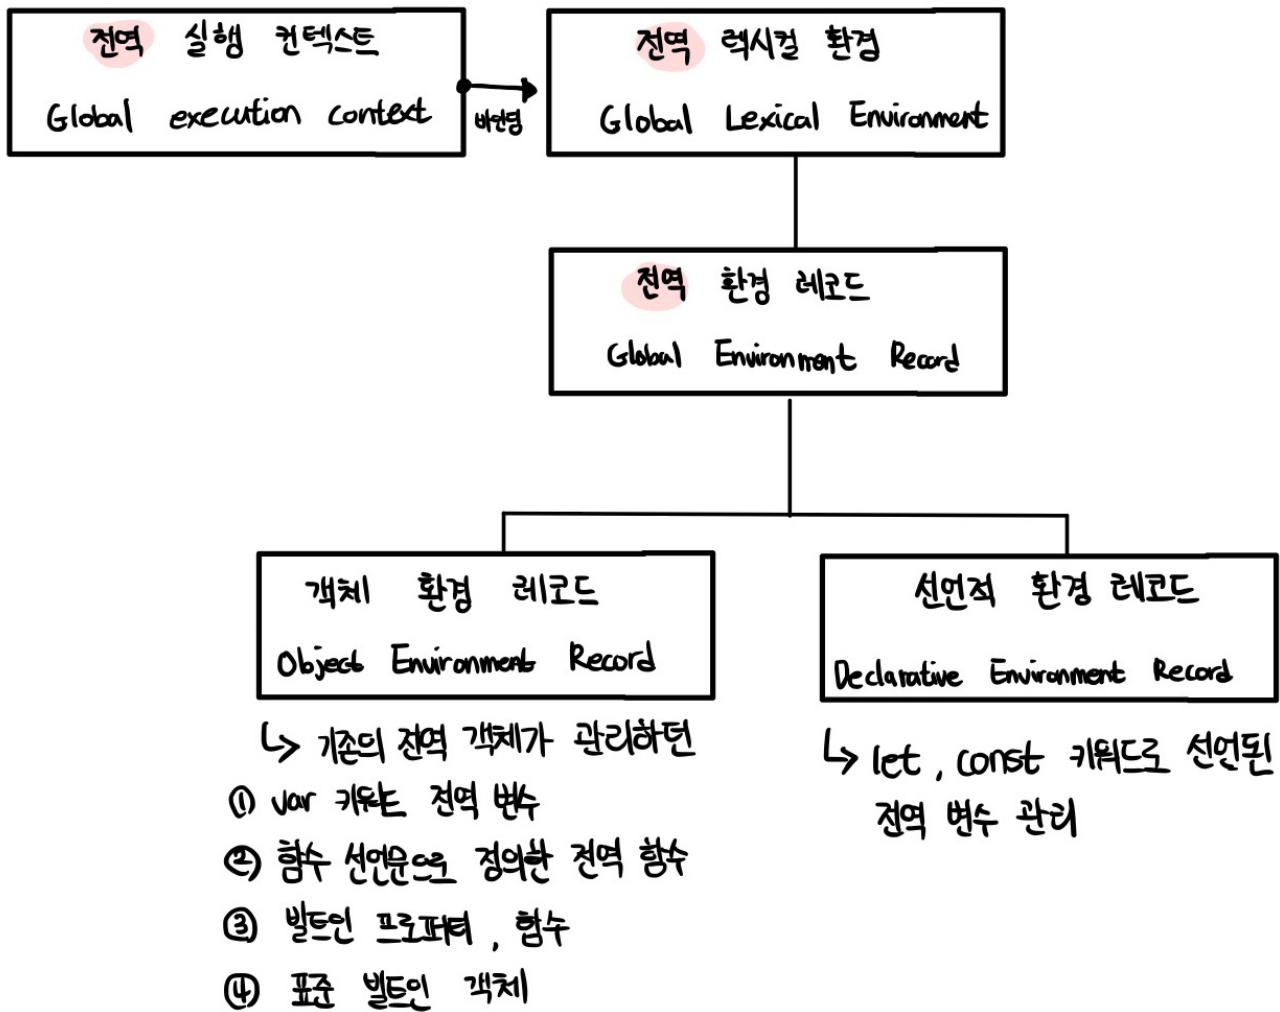 전역 실행 컨텍스트
Global execution context
바인딩
전역 렉시컬 환경
Global Lexical Environment
전역 환경 레코드
Global Environment Record
객체 환경 레코드
Object Environment Record
↳ 기존의 전역 객체가 관리하던
① var 키워드 전역 변수
② 함수 선언문으로 정의한 전역 함수
③ 빌트인 프로퍼티, 함수
④ 표준 빌트인 객체
선언적 환경 레코드
Declarative Environment Record
↳ let, const 키워드로 선언된
전역 변수 관리